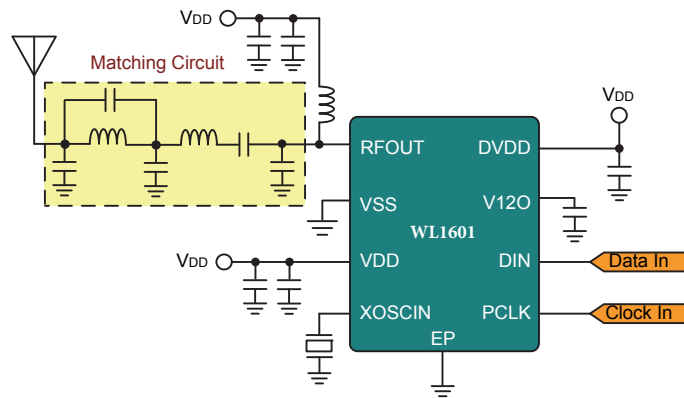 VDD
Matching Circuit
VDD
RFOUT
DVDD
VSS
V12O
WL1601
VDD
VDD
DIN
Data In
XOSCIN
PCLK
Clock In
EP